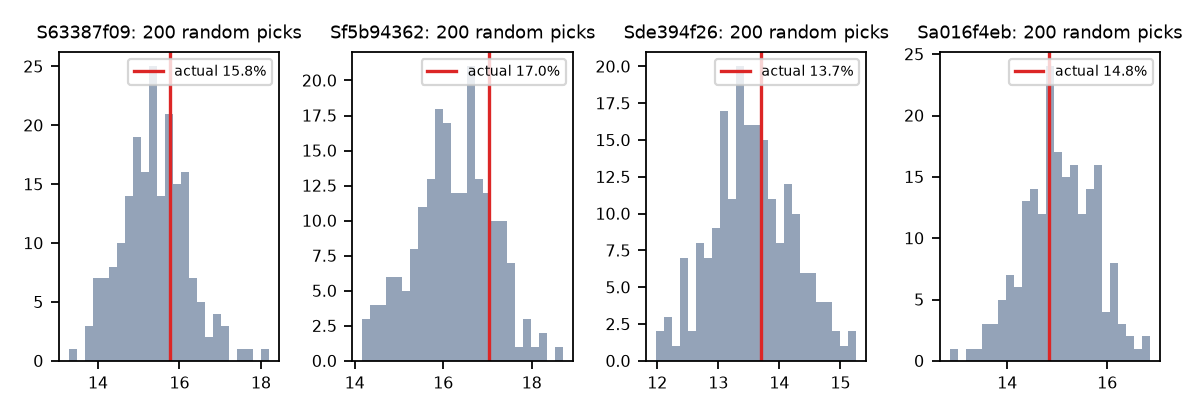 S63387f09: 200 random picks
actual 15.8%
25
20
15
10
5
0
14 16 18
Sf5b94362: 200 random picks
actual 17.0%
20.0
17.5
15.0
12.5
10.0
7.5
5.0
2.5
0.0
14 16 18
Sde394f26: 200 random picks
actual 13.7%
20.0
17.5
15.0
12.5
10.0
7.5
5.0
2.5
0.0
12 13 14 15
Sa016f4eb: 200 random picks
actual 14.8%
25
20
15
10
5
0
14 16